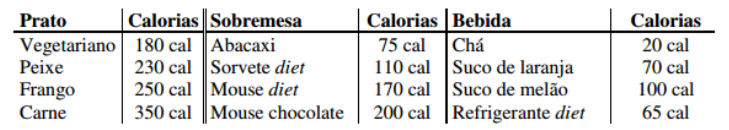 Prato Calorias Sobremesa Calorias Bebida Calorias
Vegetariano 180 cal Abacaxi 75 cal Chá 20 cal
Peixe 230 cal Sorvete diet 110 cal Suco de laranja 70 cal
Frango 250 cal Mouse diet 170 cal Suco de melão 100 cal
Carne 350 cal Mouse chocolate 200 cal Refrigerante diet 65 cal